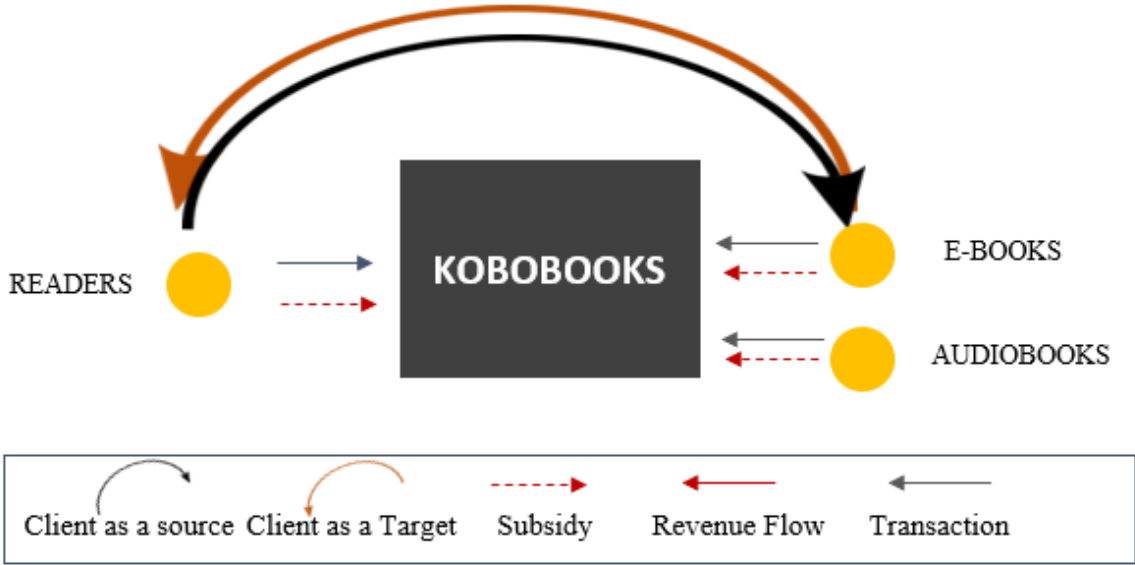 READERS
KOBOBOOKS
E-BOOKS
AUDIOBOOKS
Client as a source Client as a Target Subsidy Revenue Flow Transaction